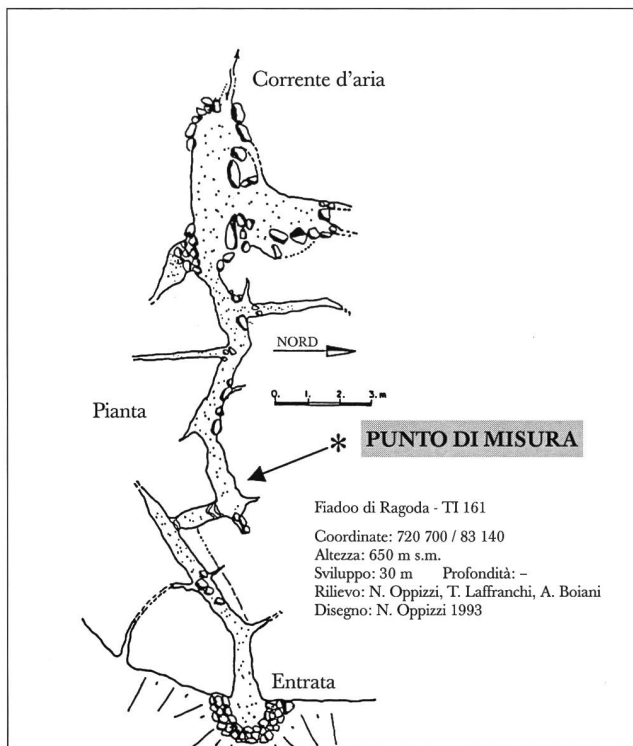 Corrente d'aria
NORD
0. 1. 2. 3. m
Pianta
* PUNTO DI MISURA
Fiadoo di Ragoda - TI 161
Coordinate: 720 700 / 83 140
Altezza: 650 m s.m.
Sviluppo: 30 m Profondità: –
Rilievo: N. Oppizzi, T. Laffranchi, A. Boiani
Disegno: N. Oppizzi 1993
Entrata